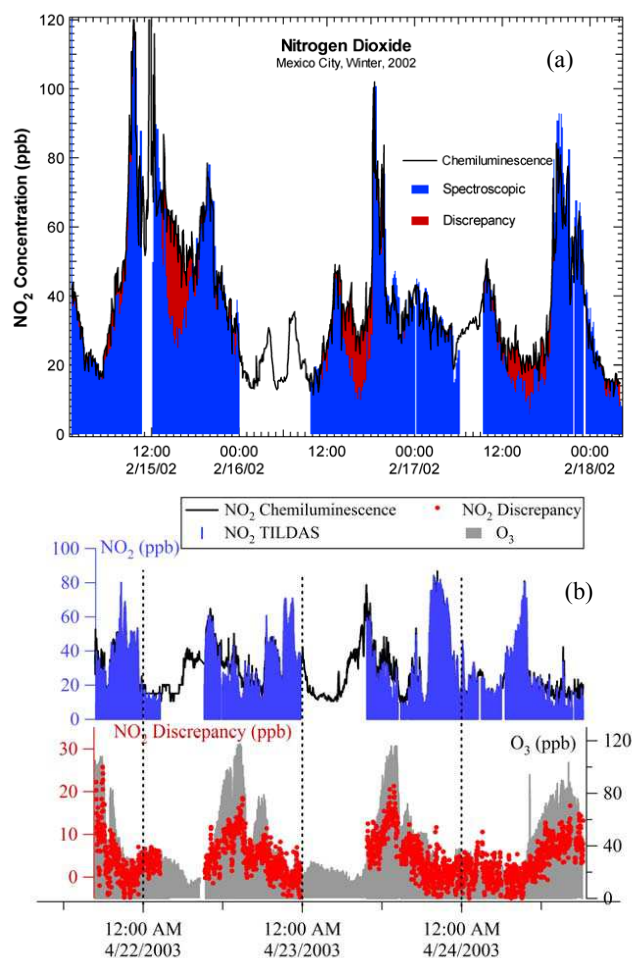 120
100
80
60
40
20
0
NO2 Concentration (ppb)
Nitrogen Dioxide
Mexico City, Winter, 2002
(a)
Chemiluminescence
Spectroscopic
Discrepancy
12:00
2/15/02
00:00
2/16/02
12:00
00:00
2/17/02
12:00
00:00
2/18/02
NO2 Chemiluminescence
NO2 Discrepancy
NO2 TILDAS
O3
100
80
60
40
20
0
NO2 (ppb)
(b)
NO2 Discrepancy (ppb)
O3 (ppb)
30
20
10
0
120
80
40
0
12:00 AM
4/22/2003
12:00 AM
4/23/2003
12:00 AM
4/24/2003